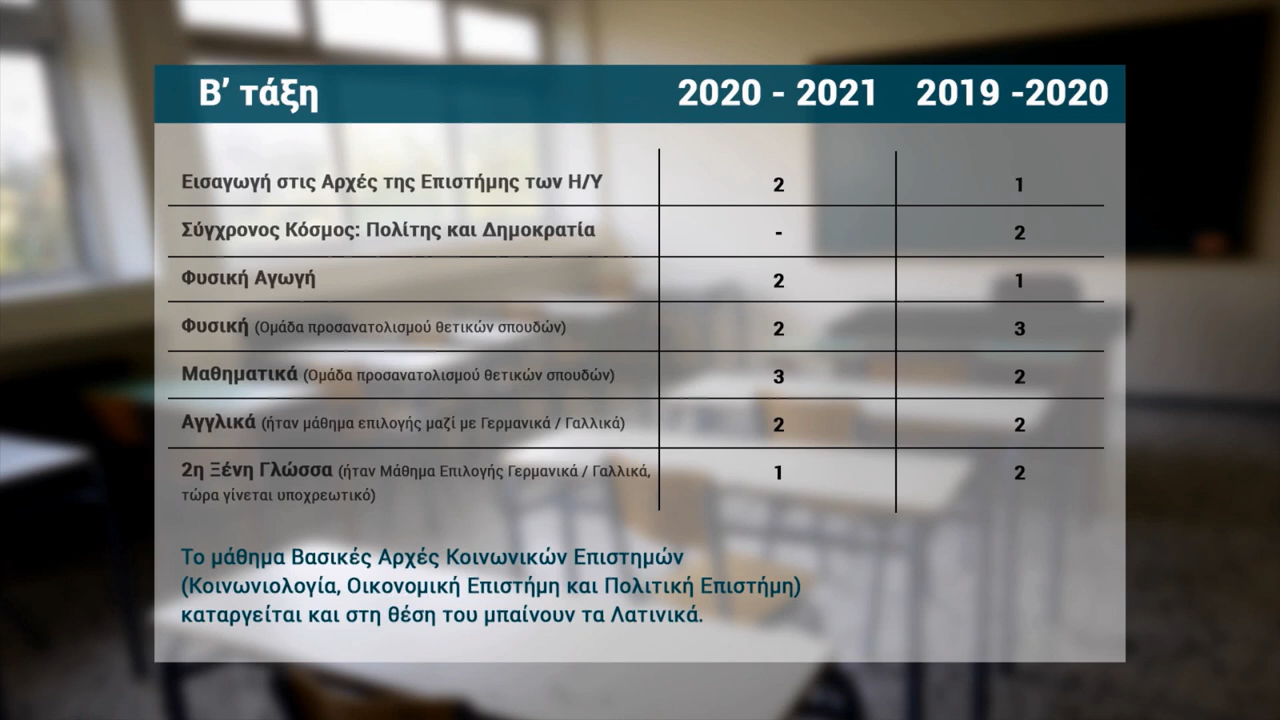 Β' τάξη 2020 - 2021 2019 -2020
Εισαγωγή στις Αρχές της Επιστήμης των Η/Υ 2 1
Σύγχρονος Κόσμος: Πολίτης και Δημοκρατία - 2
Φυσική Αγωγή 2 1
Φυσική (Ομάδα προσανατολισμού θετικών σπουδών) 2 3
Μαθηματικά (Ομάδα προσανατολισμού θετικών σπουδών) 3 2
Αγγλικά (ήταν μάθημα επιλογής μαζί με Γερμανικά / Γαλλικά) 2 2
2η Ξένη Γλώσσα (ήταν Μάθημα Επιλογής Γερμανικά / Γαλλικά, 1 2
τώρα γίνεται υποχρεωτικό)
Το μάθημα Βασικές Αρχές Κοινωνικών Επιστημών
(Κοινωνιολογία, Οικονομική Επιστήμη και Πολιτική Επιστήμη)
καταργείται και στη θέση του μπαίνουν τα Λατινικά.